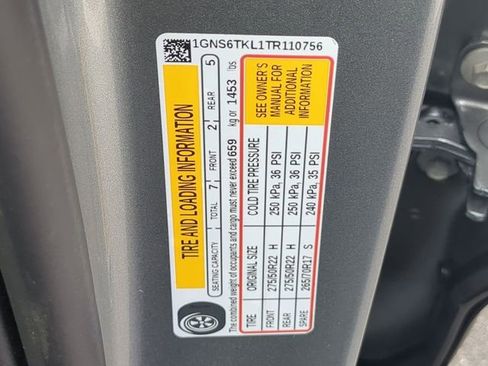 1GNS6TKL1TR110756
TIRE AND LOADING INFORMATION
SEATING CAPACITY TOTAL 7 FRONT 2 REAR 5
The combined weight of occupants and cargo must never exceed 659 kg or 1453 lbs.
TIRE ORIGINAL SIZE COLD TIRE PRESSURE
FRONT 275/50R22 H 250 kPa, 36 PSI
REAR 275/50R22 H 250 kPa, 36 PSI
SPARE 265/70R17 S 240 kPa, 35 PSI
SEE OWNER'S
MANUAL FOR
ADDITIONAL
INFORMATION